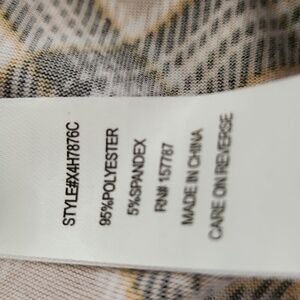 STYLE#X4H7876C
95%POLYESTER
5%SPANDEX
RN# 157787
MADE IN CHINA
CARE ON REVERSE